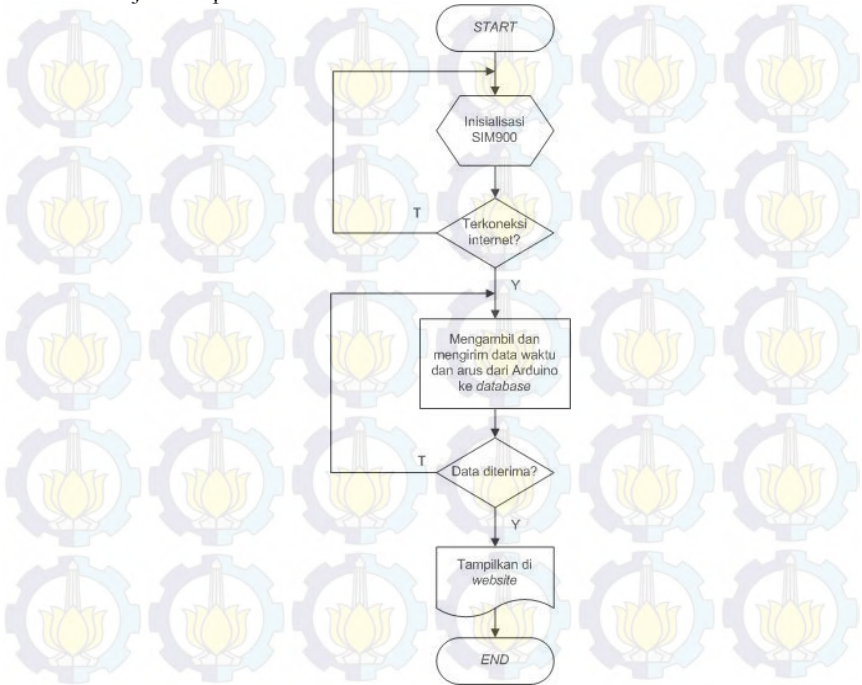 START
Inisialisasi
SIM900
T
Terkoneksi
internet?
Y
Mengambil dan
mengirim data waktu
dan arus dari Arduino
ke database
T
Data diterima?
Y
Tampilkan di
website
END